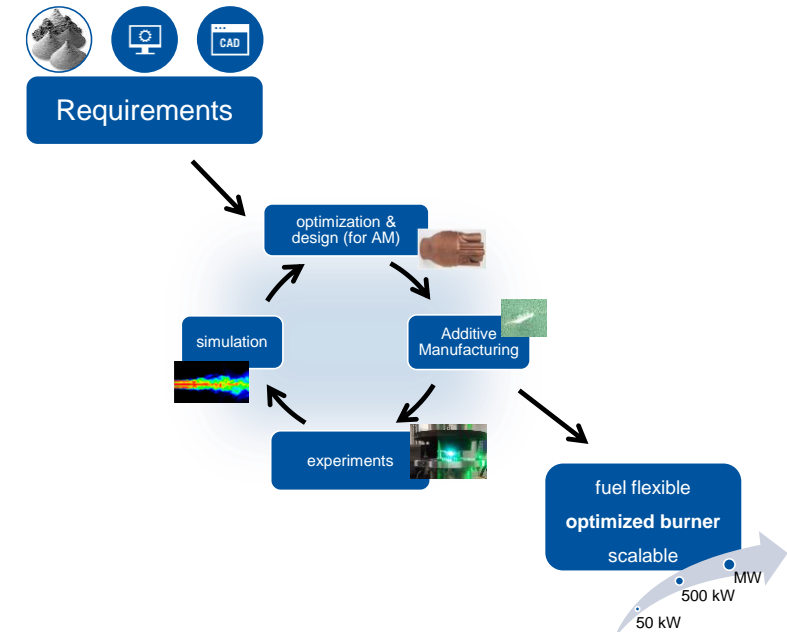 CAD
Requirements
optimization &
design (for AM)
simulation
Additive
Manufacturing
experiments
fuel flexible
optimized burner
scalable
MW
500 kW
50 kW